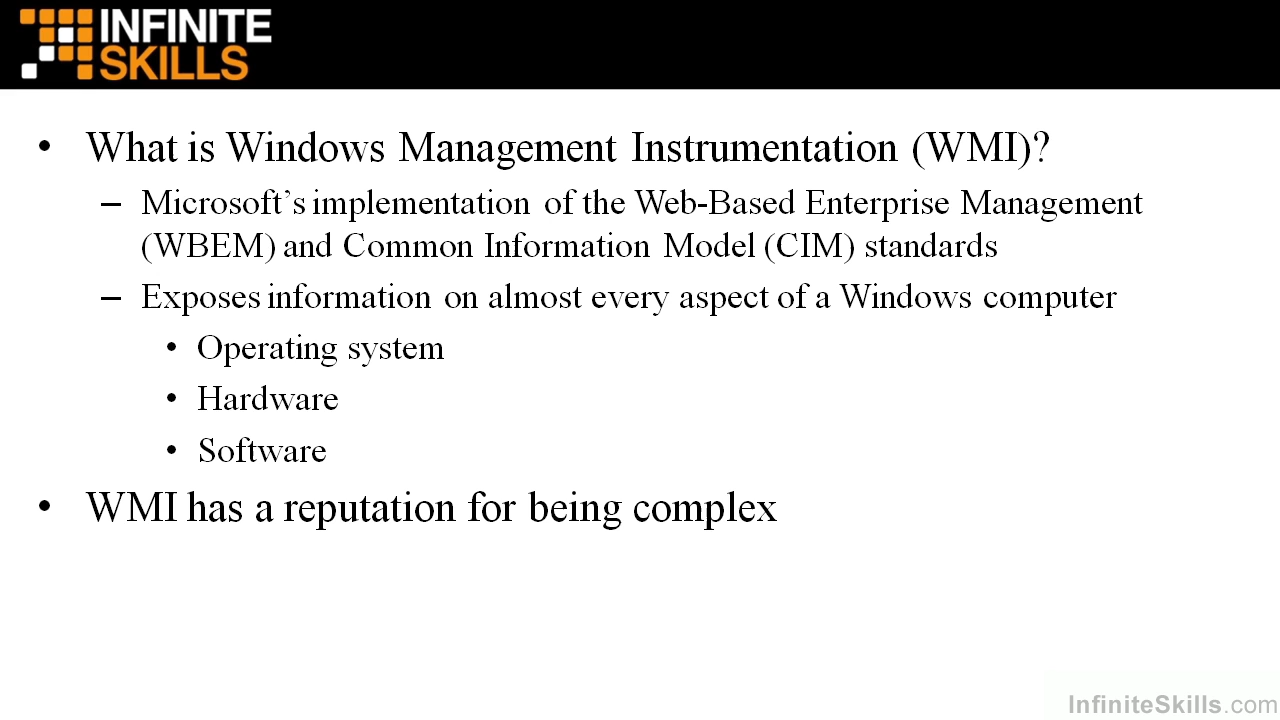 INFINITE
SKILLS
• What is Windows Management Instrumentation (WMI)?
– Microsoft’s implementation of the Web-Based Enterprise Management
(WBEM) and Common Information Model (CIM) standards
– Exposes information on almost every aspect of a Windows computer
• Operating system
• Hardware
• Software
• WMI has a reputation for being complex
InfiniteSkills.com